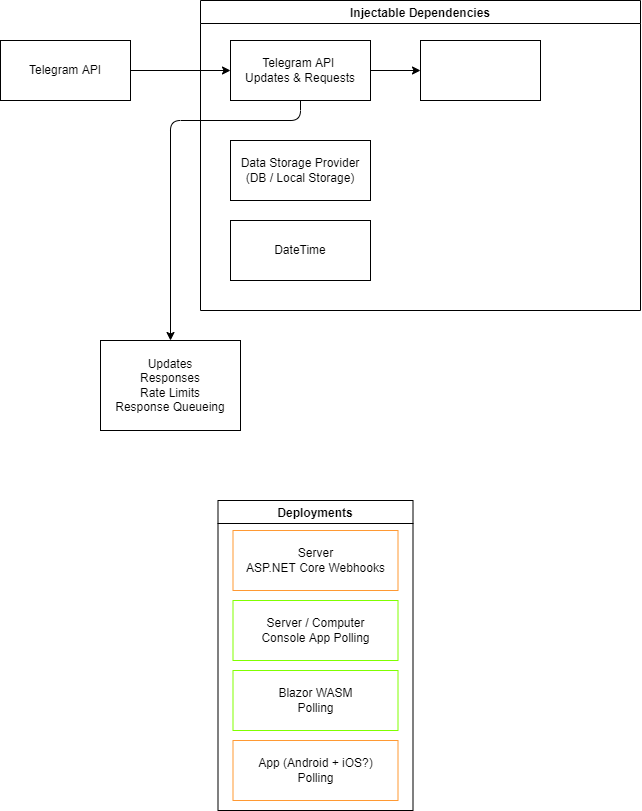 Injectable Dependencies
Telegram API
Telegram API
Updates & Requests
Data Storage Provider
(DB / Local Storage)
DateTime
Updates
Responses
Rate Limits
Response Queueing
Deployments
Server
ASP.NET Core Webhooks
Server / Computer
Console App Polling
Blazor WASM
Polling
App (Android + iOS?)
Polling